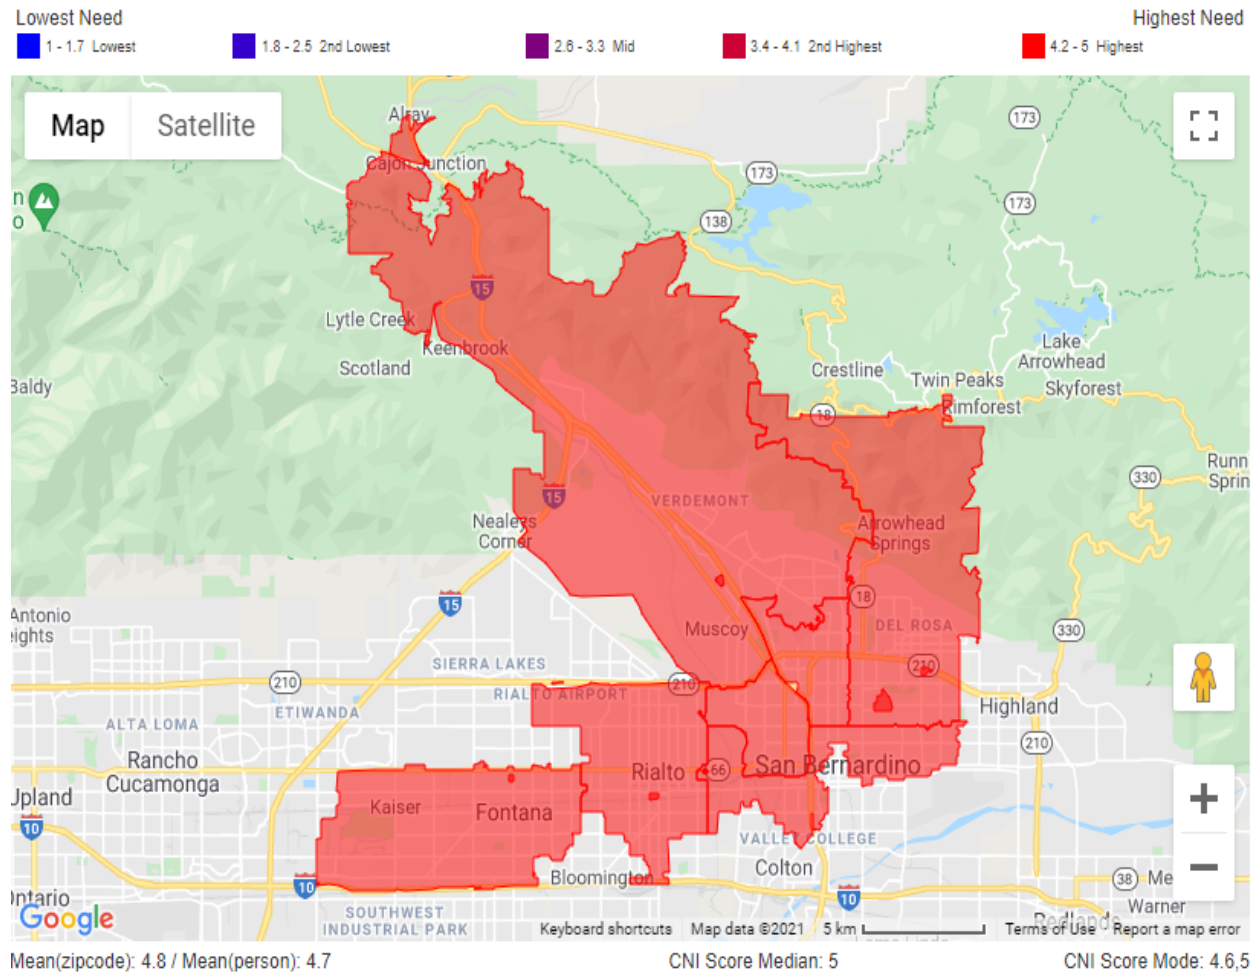 Lowest Need
Highest Need
1 - 1.7 Lowest
1.8 - 2.5 2nd Lowest
2.6 - 3.3 Mid
3.4 - 4.1 2nd Highest
4.2 - 5 Highest
Map
Satellite
Alray
173
Cajon Junction
173
n
o
173
138
15
Lytle Creek
Keenbrook
Lake
Arrowhead
Scotland
Crestline
Twin Peaks
Skyforest
Baldy
Rimforest
18
Runn
Sprin
330
15
VERDEMONT
Nealeys
Corner
Arrowhead
Springs
15
18
Antonio
eights
Muscoy
DEL ROSA
330
SIERRA LAKES
210
210
210
RIALTO AIRPORT
ETIWANDA
Highland
ALTA LOMA
210
Rancho
Cucamonga
Rialto
66
San Bernardino
Upland
Kaiser
Fontana
10
VALLEY COLLEGE
Colton
Bloomington
10
38
Me
10
Ontario
Warner
SOUTHWEST
INDUSTRIAL PARK
Redlands
Google
Keyboard shortcuts
Map data ©2021
5 km
Terms of Use
Report a map error
Mean(zipcode): 4.8 / Mean(person): 4.7
CNI Score Median: 5
CNI Score Mode: 4.6,5